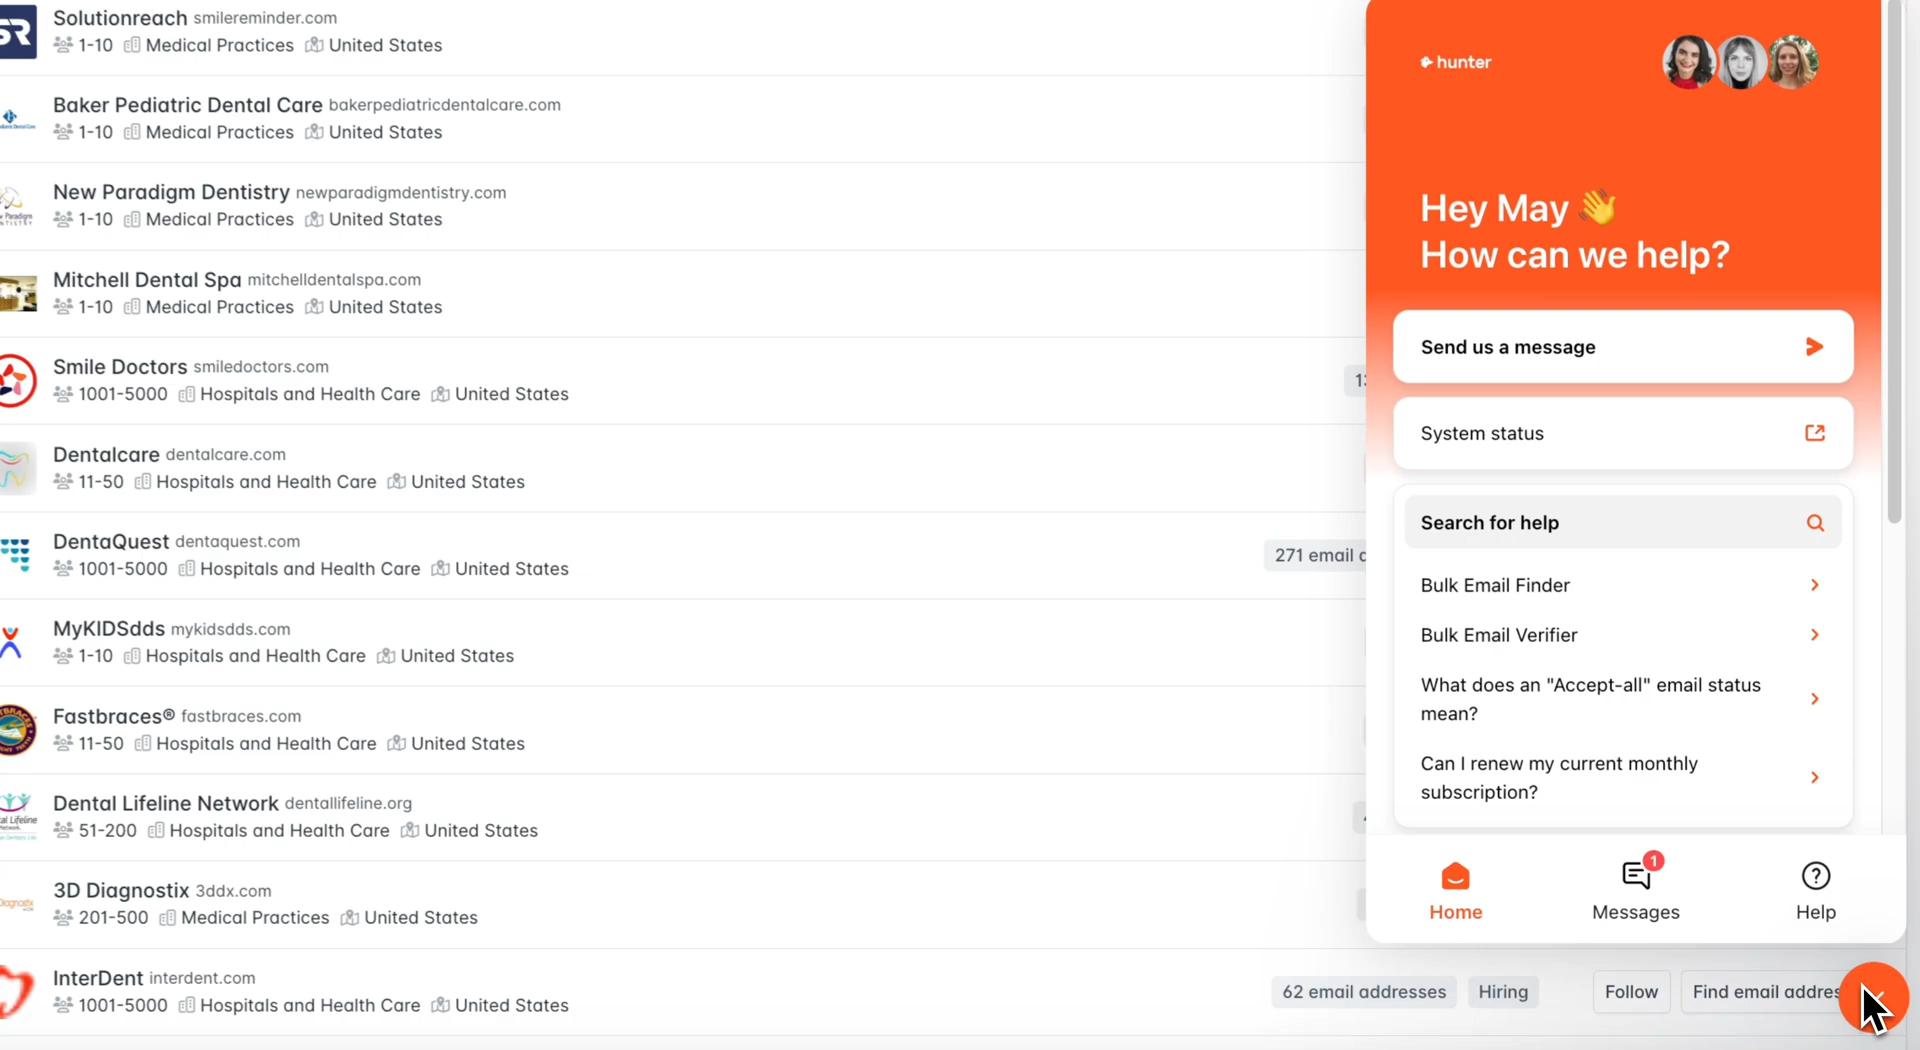 Solutionreach smilereminder.com
1-10 Medical Practices United States
Baker Pediatric Dental Care bakerpediatricdentalcare.com
1-10 Medical Practices United States
New Paradigm Dentistry newparadigmdentistry.com
1-10 Medical Practices United States
Mitchell Dental Spa mitchelldentalspa.com
1-10 Medical Practices United States
Smile Doctors smiledoctors.com
1001-5000 Hospitals and Health Care United States
Dentalcare dentalcare.com
11-50 Hospitals and Health Care United States
DentaQuest dentaquest.com
1001-5000 Hospitals and Health Care United States
271 email
MyKIDSdds mykidsdds.com
1-10 Hospitals and Health Care United States
Fastbraces® fastbraces.com
11-50 Hospitals and Health Care United States
Dental Lifeline Network dentallifeline.org
51-200 Hospitals and Health Care United States
3D Diagnostix 3ddx.com
201-500 Medical Practices United States
InterDent interdent.com
1001-5000 Hospitals and Health Care United States
62 email addresses Hiring Follow Find email addres
hunter
Hey May 👋
How can we help?
Send us a message
System status
Search for help
Bulk Email Finder
Bulk Email Verifier
What does an "Accept-all" email status
mean?
Can I renew my current monthly
subscription?
1
Home Messages Help